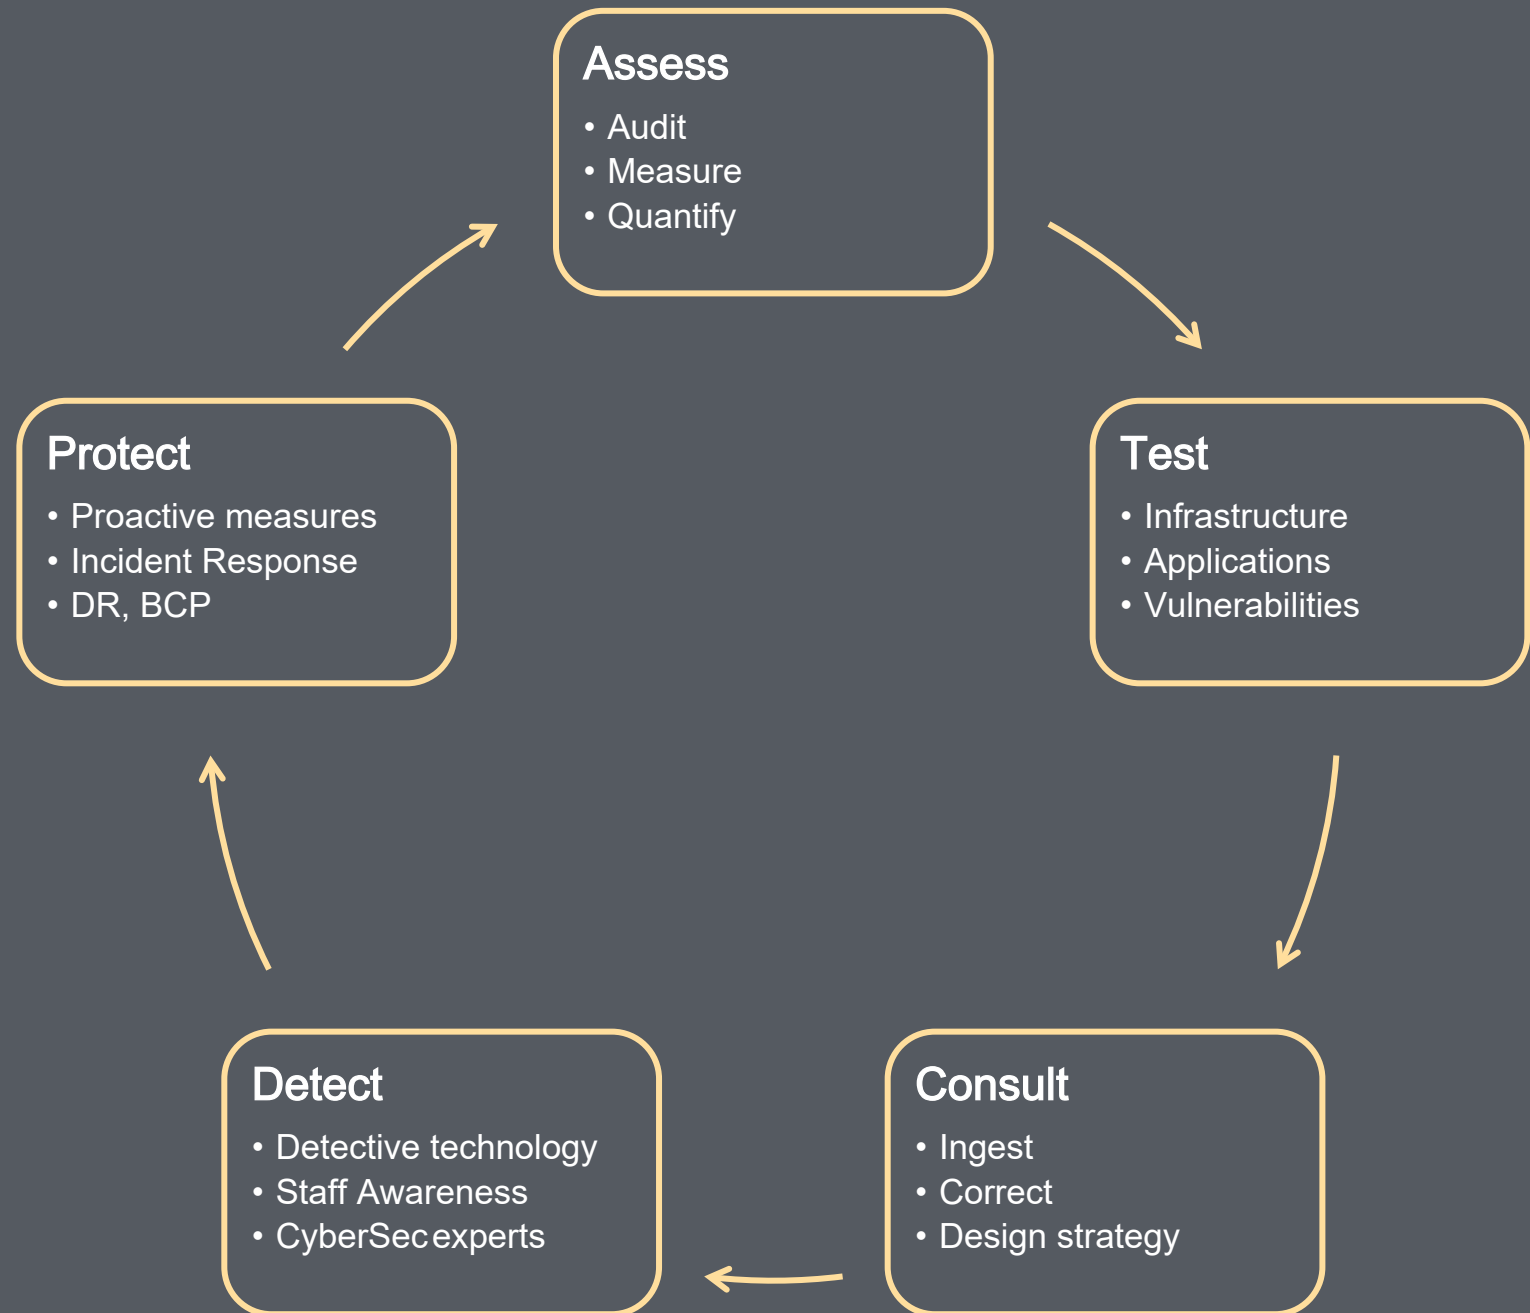 Assess
• Audit
• Measure
• Quantify
Test
• Infrastructure
• Applications
• Vulnerabilities
Consult
• Ingest
• Correct
• Design strategy
Detect
• Detective technology
• Staff Awareness
• CyberSec experts
Protect
• Proactive measures
• Incident Response
• DR, BCP